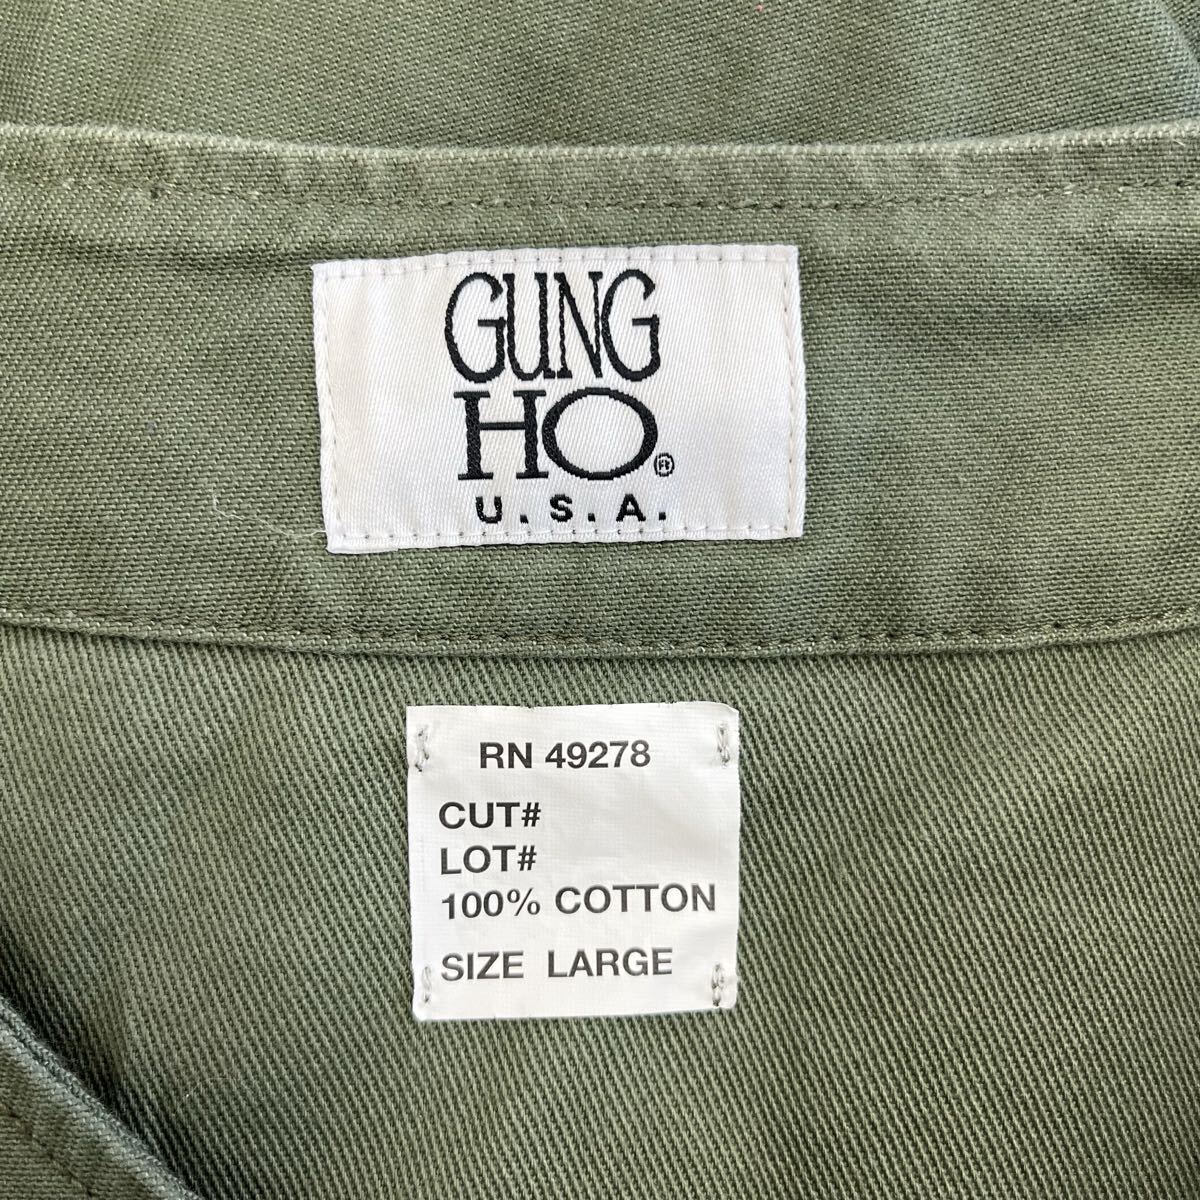 GUNG
HO®
U.S.A.
RN 49278
CUT#
LOT#
100% COTTON
SIZE LARGE